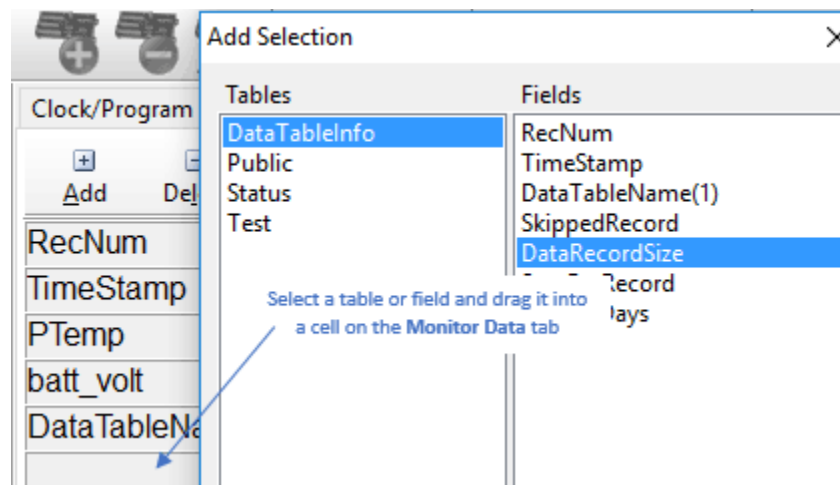 Add Selection
Clock/Program
Add
RecNum
TimeStamp
PTemp
batt_volt
Tables
DataTableInfo
Public
Status
Test
Fields
RecNum
TimeStamp
DataTableName(1)
SkippedRecord
DataRecordSize
Record
Select a table or field and drag it into
a cell on the Monitor Data tab